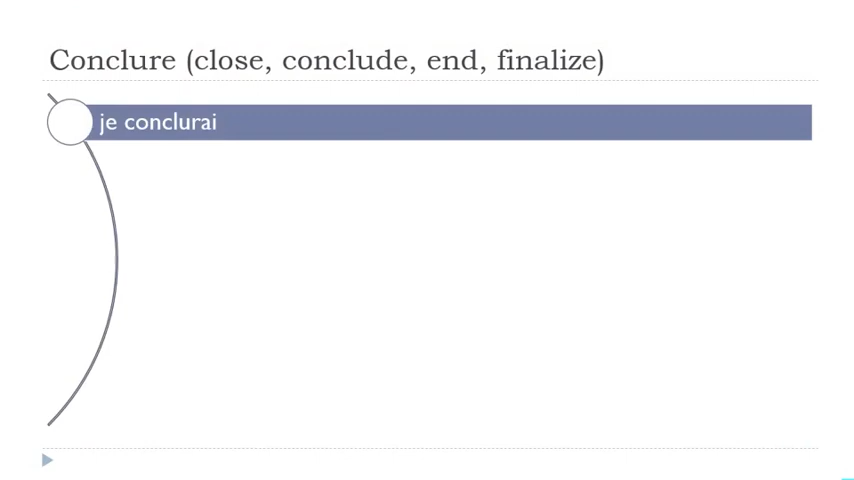 Conclure (close, conclude, end, finalize)
je conclurai